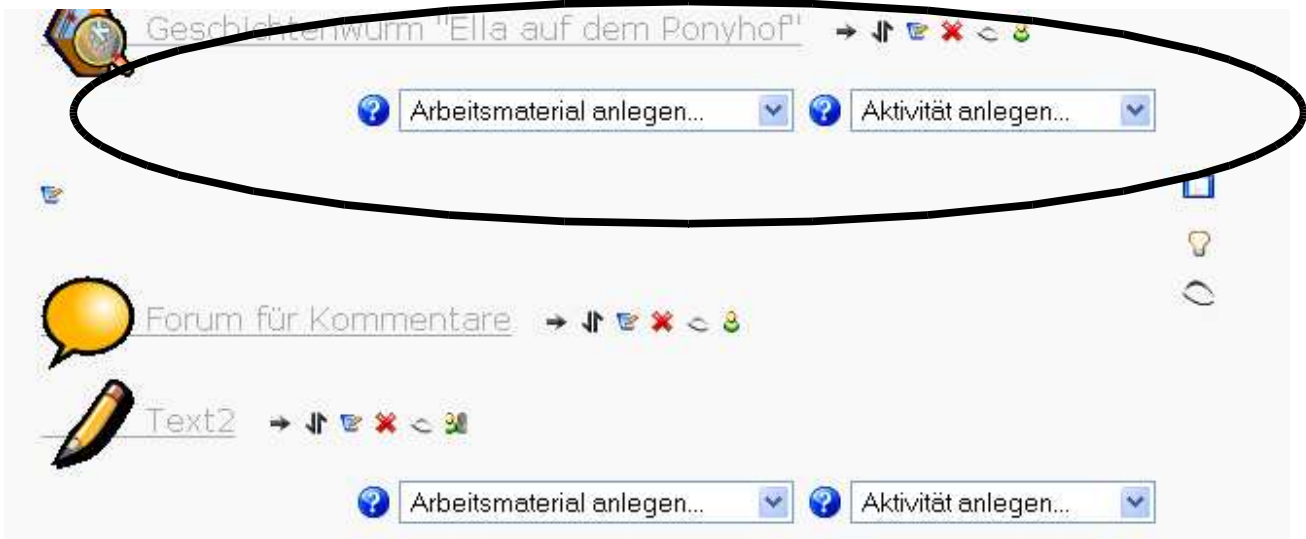 Geschichtenwurm "Ella auf dem Ponyhof"
Arbeitsmaterial anlegen... Aktivität anlegen...
Forum für Kommentare
Text2
Arbeitsmaterial anlegen... Aktivität anlegen...